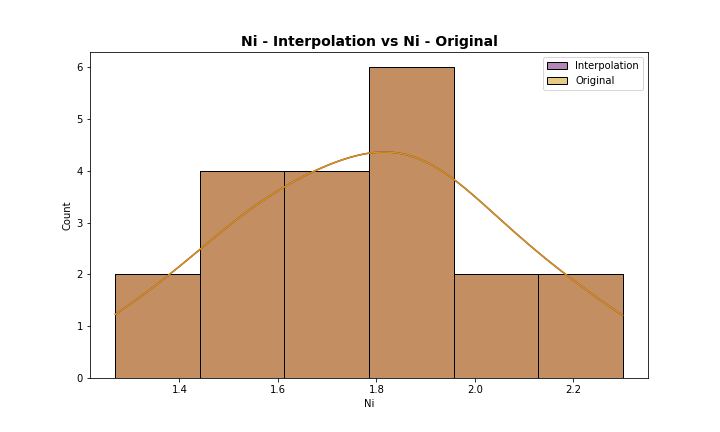 Ni - Interpolation vs Ni - Original
Interpolation
Original
6
5
4
3
2
1
0
Count
1.4 1.6 1.8 2.0 2.2
Ni